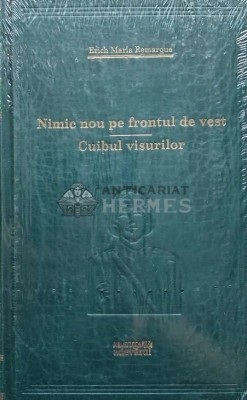 Erich Maria Remarque
Nimic nou pe frontul de vest
Cuibul visurilor
ANTICARIAT
HERMES